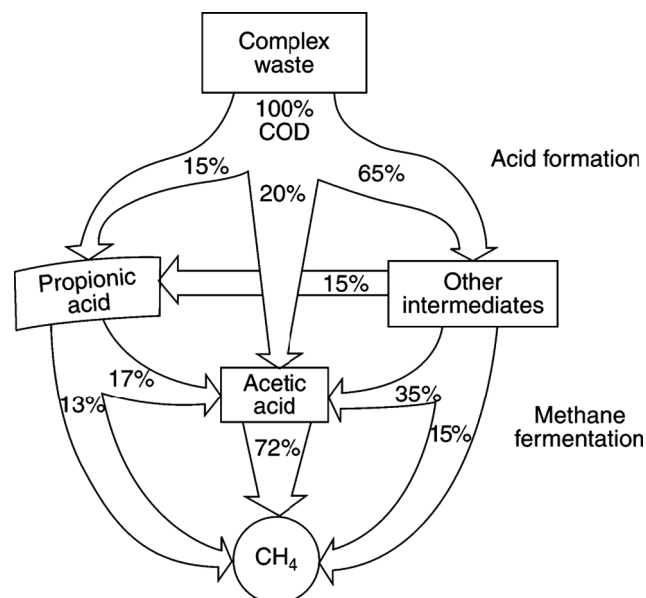 Complex
waste
100%
COD
Acid formation
15%
20%
65%
Propionic
acid
15%
Other
intermediates
17%
Acetic
acid
13%
35%
15%
Methane
fermentation
72%
CH₄